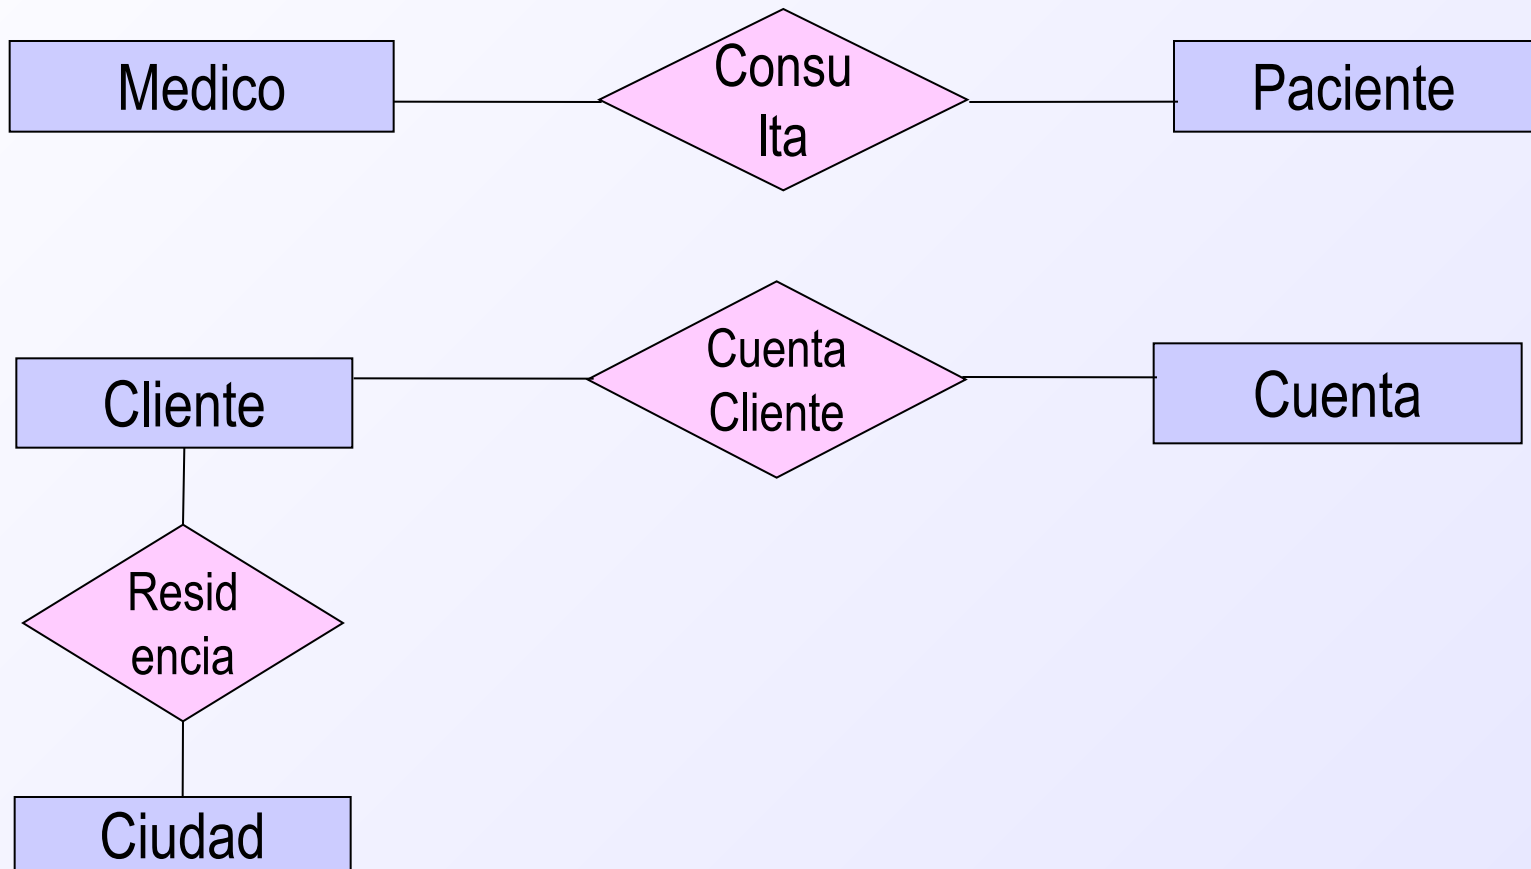 Medico
Consu
lta
Paciente
Cliente
Cuenta
Cliente
Cuenta
Resid
encia
Ciudad